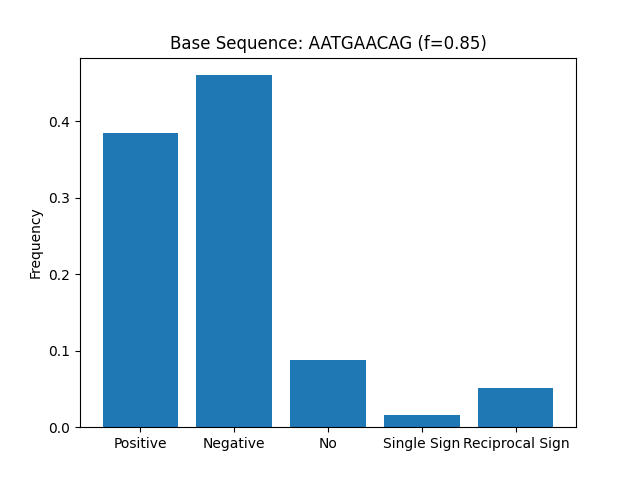 Base Sequence: AATGAACAG (f=0.85)
Frequency
0.4
0.3
0.2
0.1
0.0
Positive Negative No Single Sign Reciprocal Sign